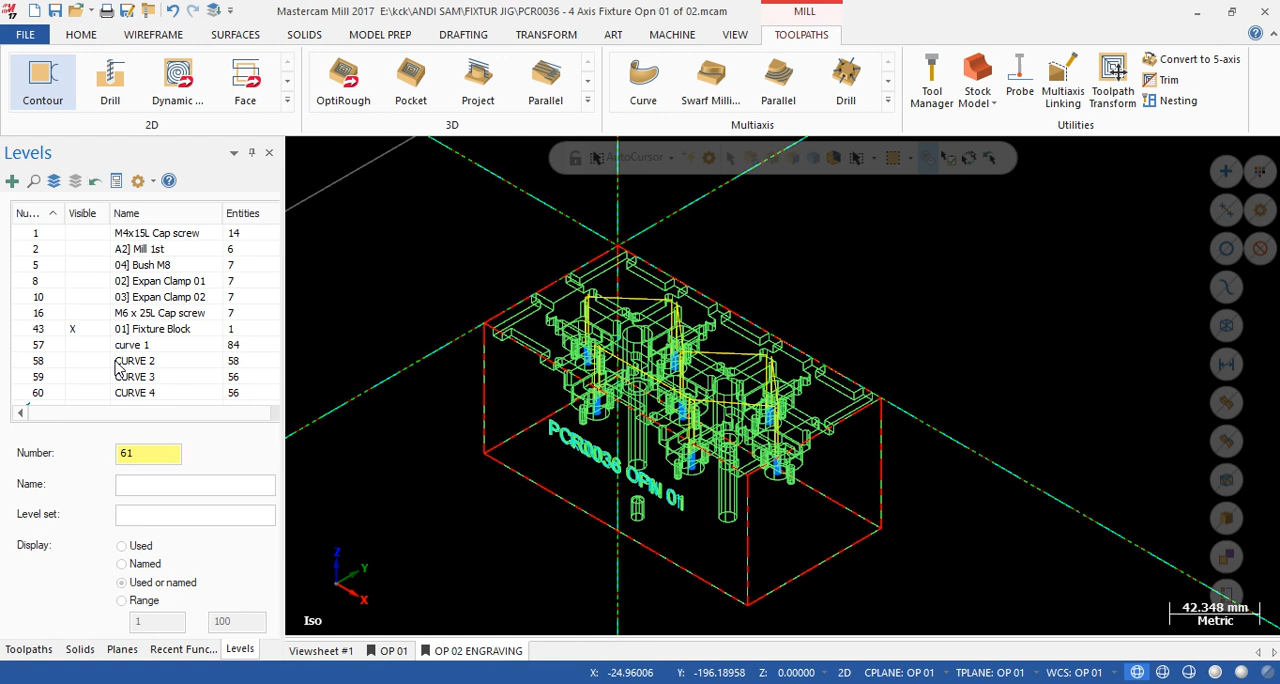 Mastercam Mill 2017 E:\kck\ANDI SAM\FIXTUR JIG\PCR0036 - 4 Axis Fixture Opn 01 of 02.mcam
MILL
17
FILE HOME WIREFRAME SURFACES SOLIDS MODEL PREP DRAFTING TRANSFORM ART MACHINE VIEW TOOLPATHS
Contour Drill Dynamic ... Face
2D
OptiRough Pocket Project Parallel
3D
Curve Swarf Milli... Parallel Drill
Multiaxis
Tool Manager Stock Model Probe Multiaxis Linking Toolpath Transform
Convert to 5-axis
Trim
Nesting
Utilities
Levels
AutoCursor
Nu... Visible Name Entities
1 M4x15L Cap screw 14
2 A2] Mill 1st 6
5 04] Bush M8 7
8 02] Expan Clamp 01 7
10 03] Expan Clamp 02 7
16 M6 x 25L Cap screw 7
43 X 01] Fixture Block 1
57 curve 1 84
58 CURVE 2 58
59 CURVE 3 56
60 CURVE 4 56
Number: 61
Name:
Level set:
Display: Used
Named
Used or named
Range
1 100
PCR0036 OPN 01
Z
Y
X
Iso
42.348 mm
Metric
Toolpaths Solids Planes Recent Func... Levels
Viewsheet #1 OP 01 OP 02 ENGRAVING
X: -24.96006 Y: -196.18958 Z: 0.00000 2D CPLANE: OP 01 TPLANE: OP 01 WCS: OP 01